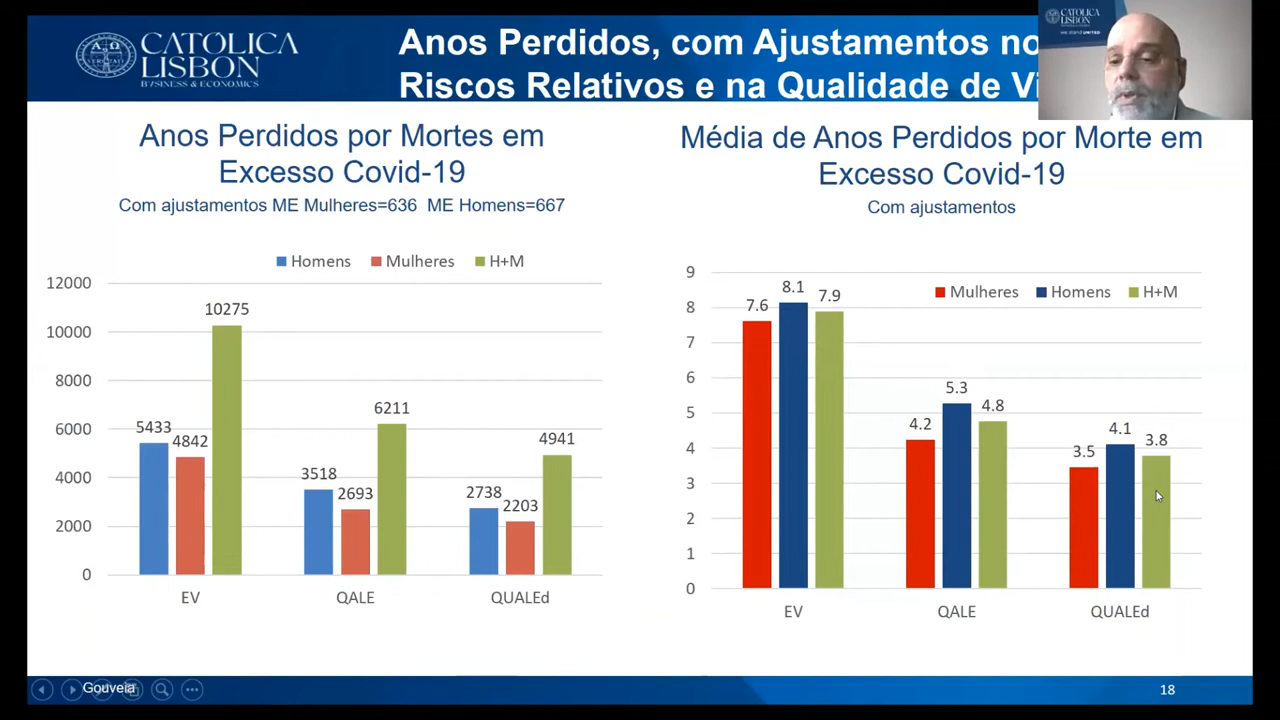 CATÓLICA
LISBON
BUSINESS & ECONOMICS
Anos Perdidos, com Ajustamentos no
Riscos Relativos e na Qualidade de Vi
CATÓLICA
LISBON
Anos Perdidos por Mortes em
Excesso Covid-19
Com ajustamentos ME Mulheres=636 ME Homens=667
Homens Mulheres H+M
12000
10000
8000
6000
4000
2000
0
5433 4842 10275
3518 2693 6211
2738 2203 4941
EV QALE QUALEd
Média de Anos Perdidos por Morte em
Excesso Covid-19
Com ajustamentos
Mulheres Homens H+M
9
8
7
6
5
4
3
2
1
0
7.6 8.1 7.9
4.2 5.3 4.8
3.5 4.1 3.8
EV QALE QUALEd
Gouveia
18